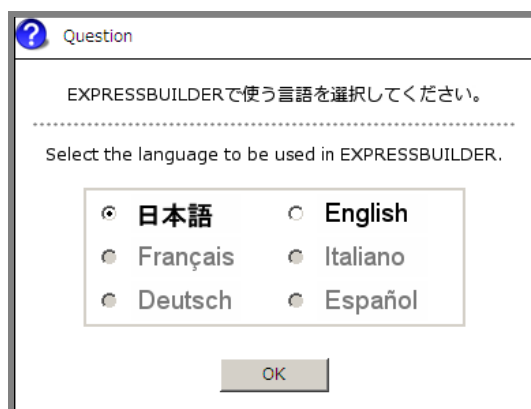 Question
EXPRESSBUILDERで使う言語を選択してください。
Select the language to be used in EXPRESSBUILDER.
日本語 English
Français Italiano
Deutsch Español
OK